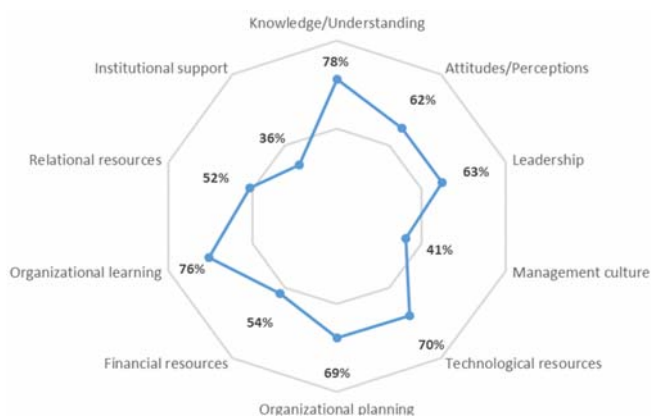 Knowledge/Understanding
78%
Attitudes/Perceptions
62%
Leadership
63%
Management culture
41%
Technological resources
70%
Organizational planning
69%
Financial resources
54%
Organizational learning
76%
Relational resources
52%
Institutional support
36%